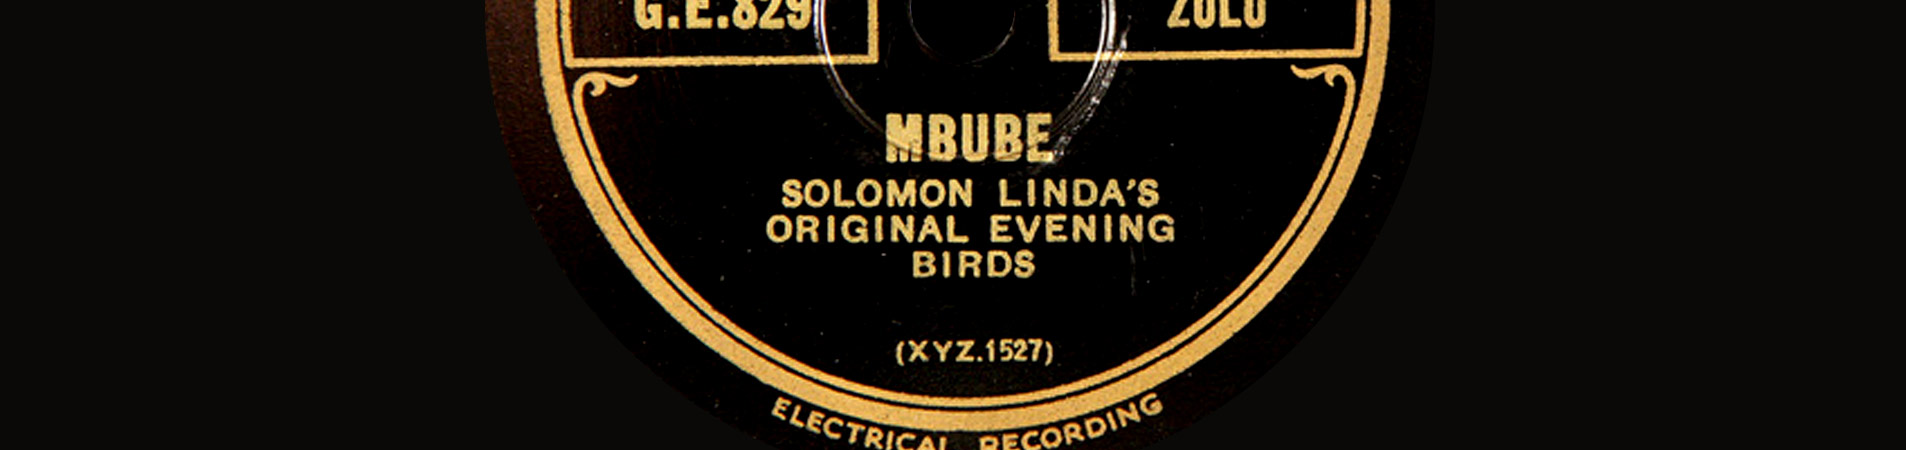 G.E.829
ZULU
MBUBE
SOLOMON LINDA'S
ORIGINAL EVENING
BIRDS
(XYZ.1527)
ELECTRICAL RECORDING